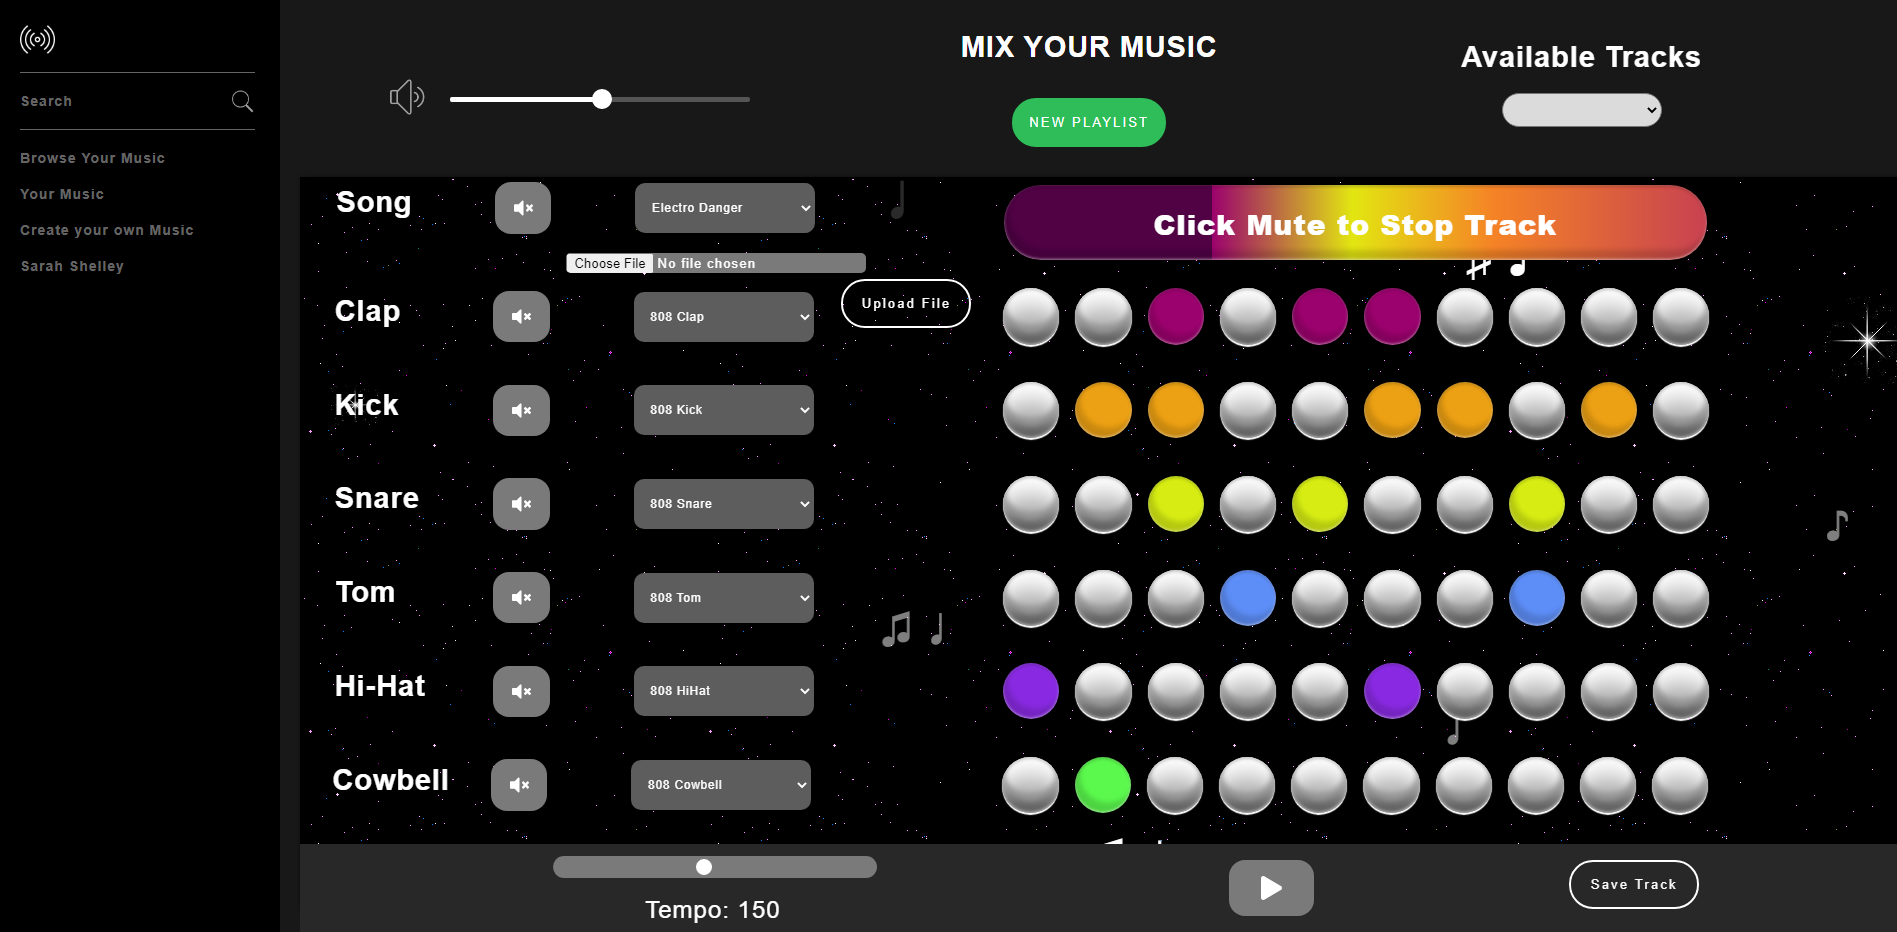 Search
Browse Your Music
Your Music
Create your own Music
Sarah Shelley
MIX YOUR MUSIC
NEW PLAYLIST
Available Tracks
Song
Electro Danger
Click Mute to Stop Track
Choose File No file chosen
Upload File
Clap
808 Clap
Kick
808 Kick
Snare
808 Snare
Tom
808 Tom
Hi-Hat
808 HiHat
Cowbell
808 Cowbell
Tempo: 150
Save Track